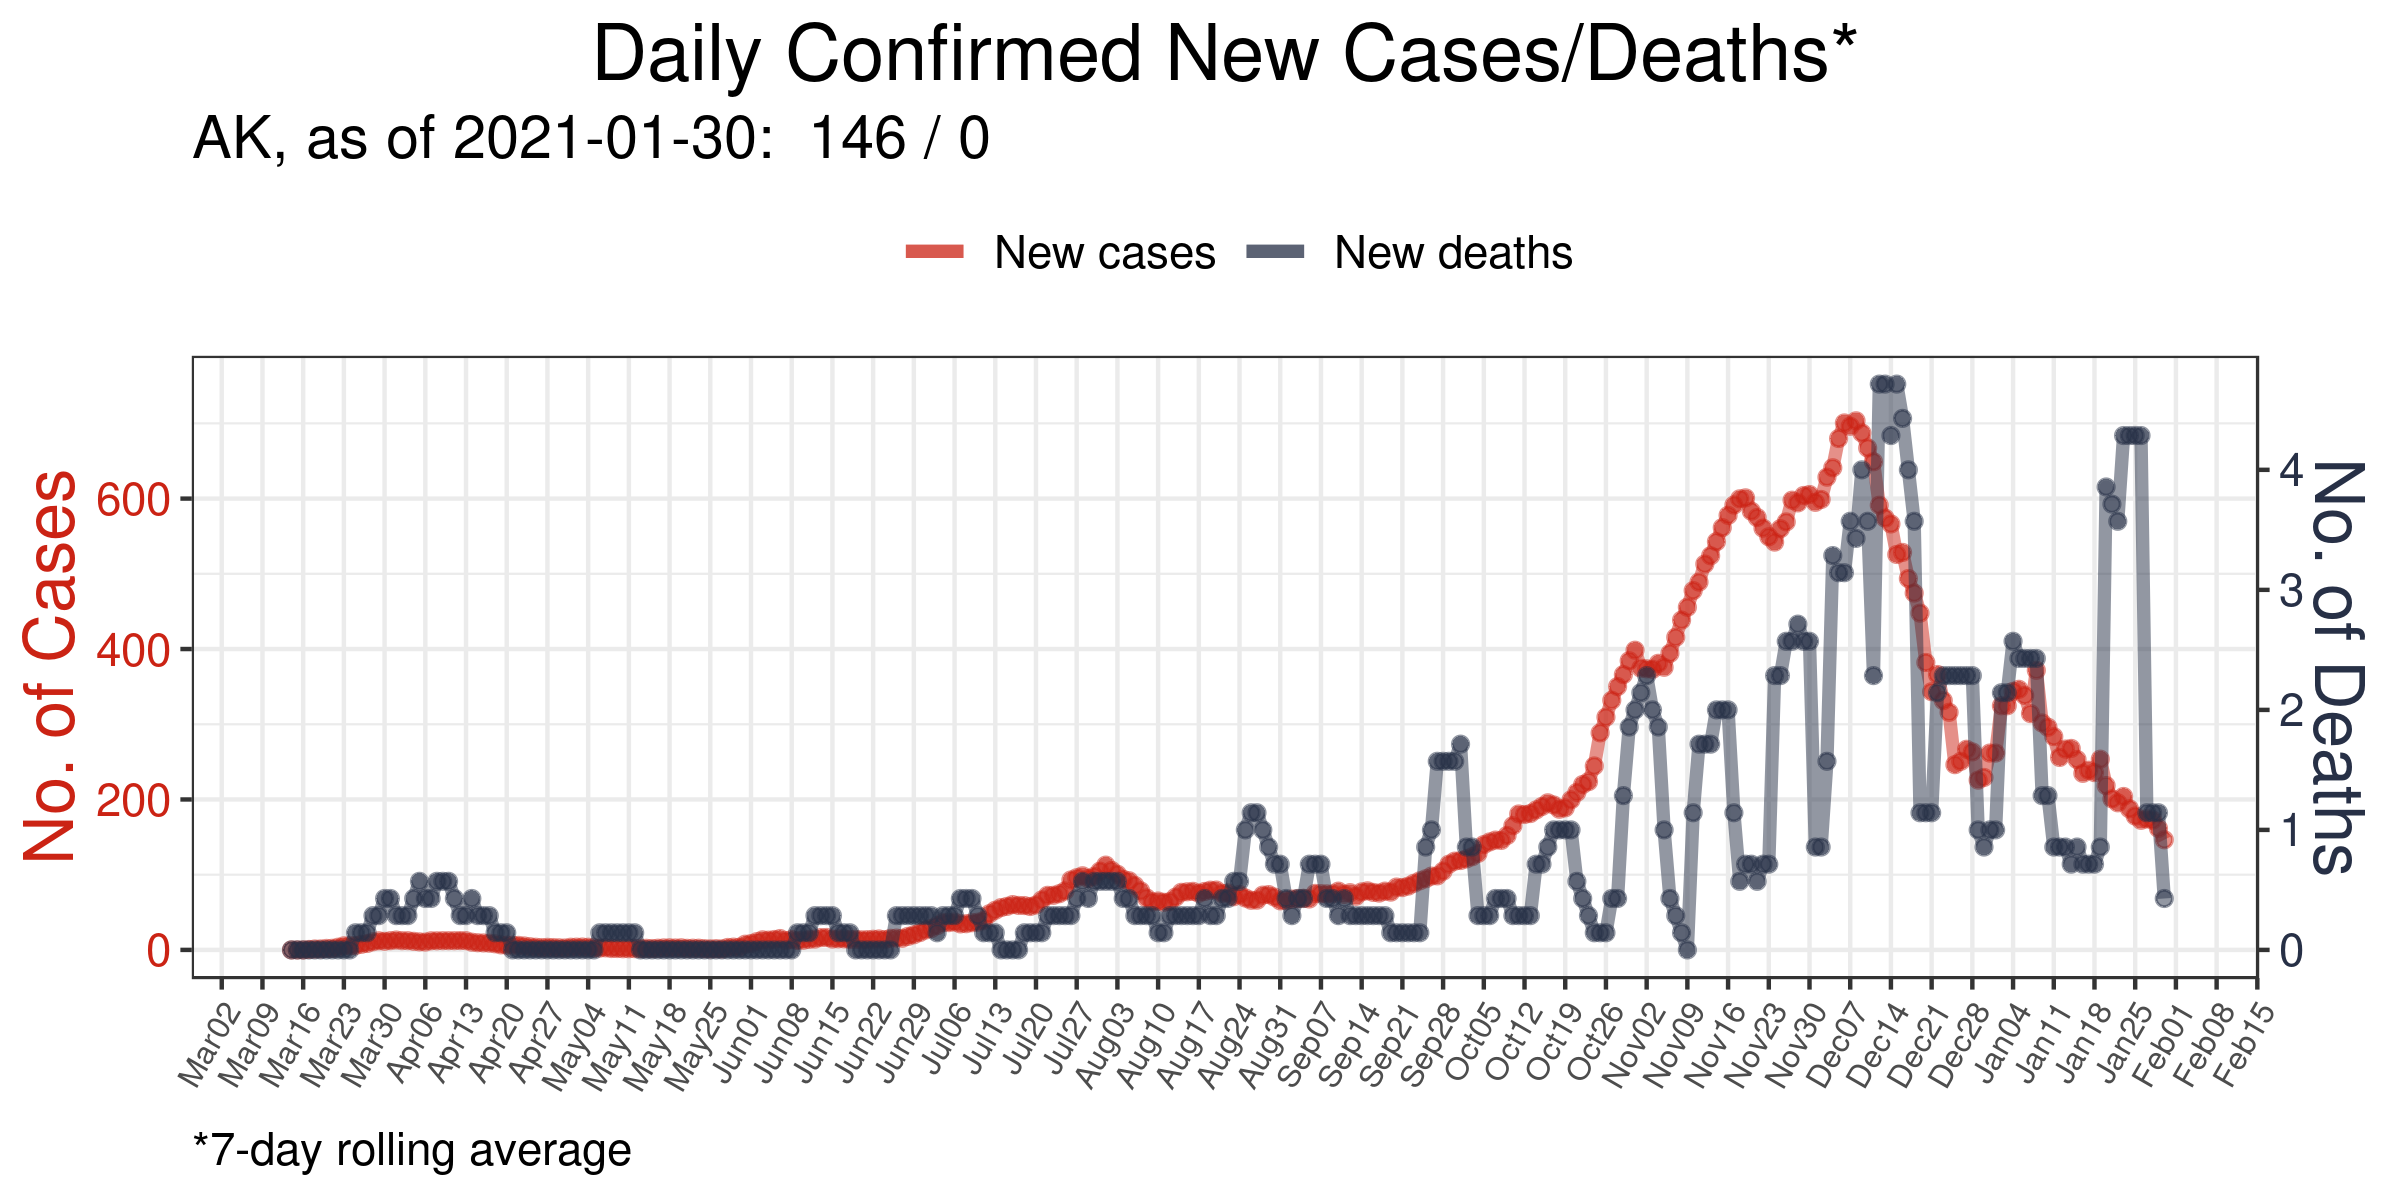 Daily Confirmed New Cases/Deaths*
AK, as of 2021-01-30:  146 / 0
New cases
New deaths
No. of Cases
600
400
200
0
4
3
2
1
0
No. of Deaths
Mar02
Mar09
Mar16
Mar23
Mar30
Apr06
Apr13
Apr20
Apr27
May04
May11
May18
May25
Jun01
Jun08
Jun15
Jun22
Jun29
Jul06
Jul13
Jul20
Jul27
Aug03
Aug10
Aug17
Aug24
Aug31
Sep07
Sep14
Sep21
Sep28
Oct05
Oct12
Oct19
Oct26
Nov02
Nov09
Nov16
Nov23
Nov30
Dec07
Dec14
Dec21
Dec28
Jan04
Jan11
Jan18
Jan25
Feb01
Feb08
Feb15
*7-day rolling average